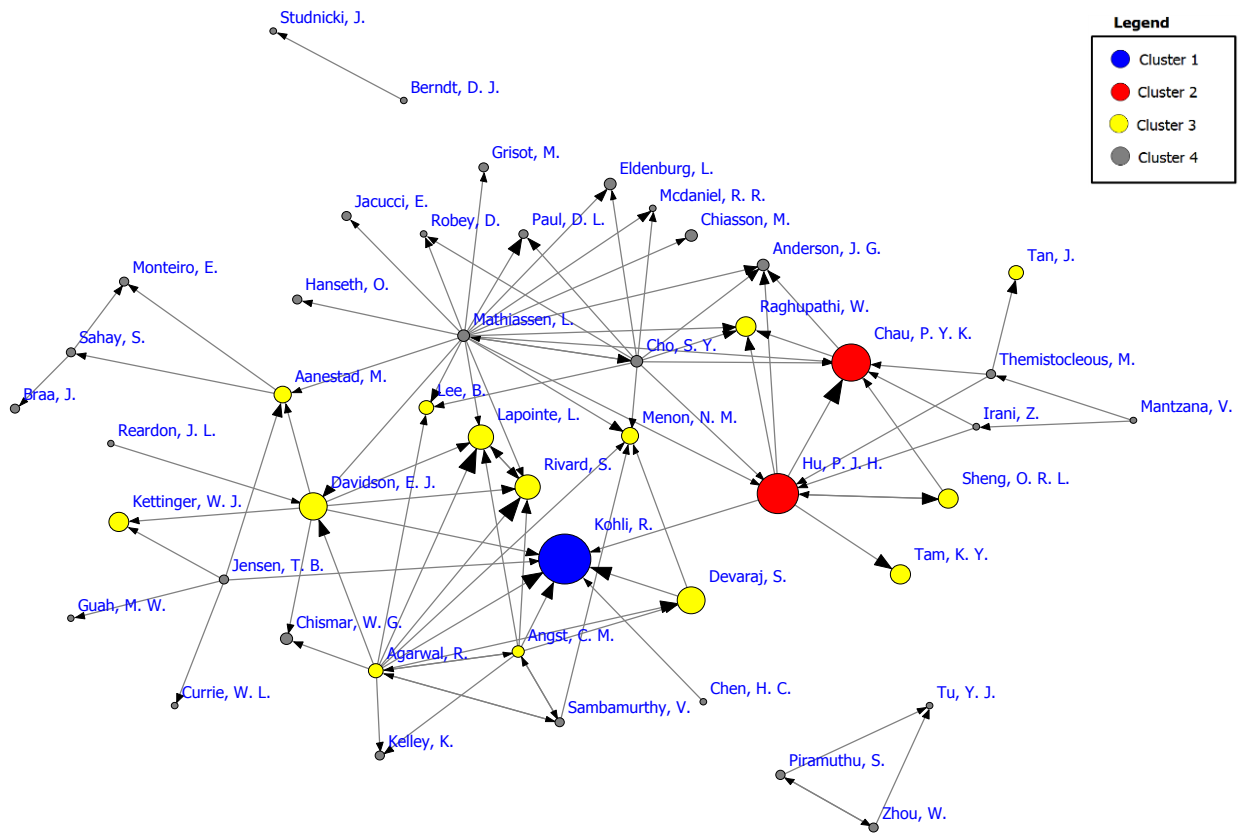 Studnicki, J.
Legend
Cluster 1
Berndt, D. J.
Cluster 2
Cluster 3
Grisot, M.
Cluster 4
Eldenburg, L.
Jacucci, E.
Mcdaniel, R. R.
Robey, D.
Paul, D. L.
Chiasson, M.
Anderson, J. G.
Tan, J.
Monteiro, E.
Hanseth, O.
Raghupathi, W.
Mathiassen, L.
Chau, P. Y. K.
Sahay, S.
Cho, S. Y.
Themistocleous, M.
Aanestad, M.
Braa, J.
Lee, B.
Lapointe, L.
Menon, N. M.
Irani, Z.
Mantzana, V.
Reardon, J. L.
Rivard, S.
Hu, P. J. H.
Sheng, O. R. L.
Davidson, E. J.
Kettinger, W. J.
Kohli, R.
Tam, K. Y.
Jensen, T. B.
Devaraj, S.
Guah, M. W.
Chismar, W. G.
Angst, C. M.
Agarwal, R.
Currie, W. L.
Chen, H. C.
Tu, Y. J.
Sambamurthy, V.
Kelley, K.
Piramuthu, S.
Zhou, W.